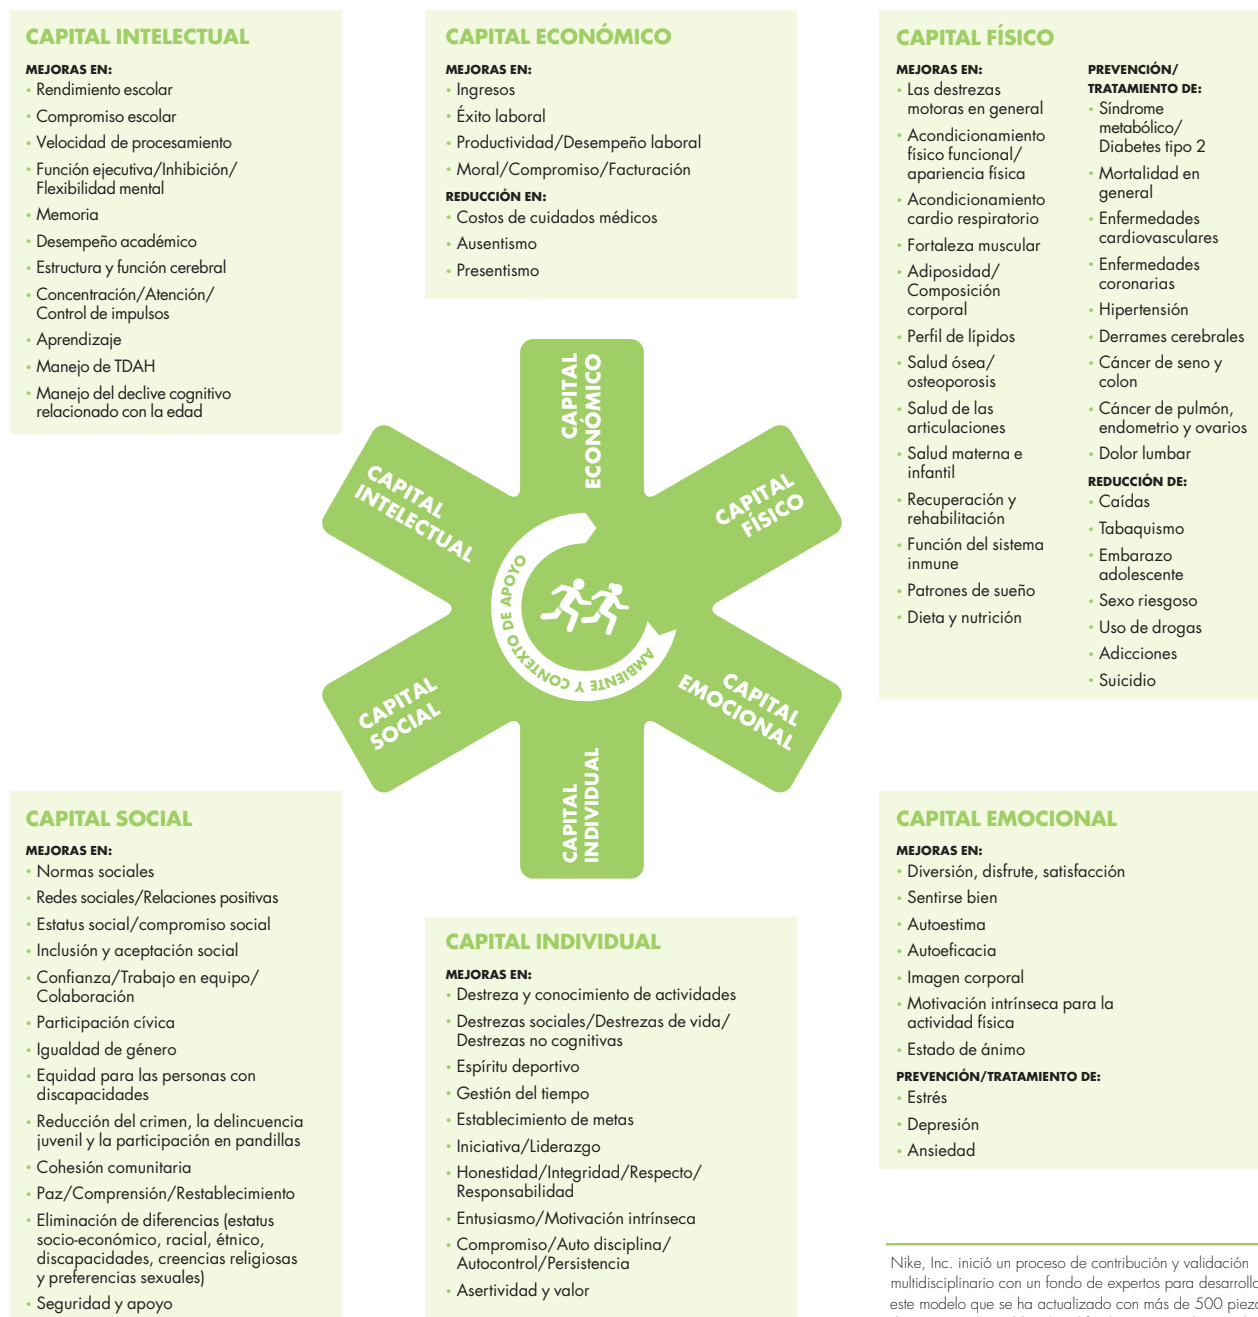 CAPITAL INTELECTUAL
MEJORAS EN:
• Rendimiento escolar
• Compromiso escolar
• Velocidad de procesamiento
• Función ejecutiva/Inhibición/
Flexibilidad mental
• Memoria
• Desempeño académico
• Estructura y función cerebral
• Concentración/Atención/
Control de impulsos
• Aprendizaje
• Manejo de TDAH
• Manejo del declive cognitivo
relacionado con la edad
CAPITAL ECONÓMICO
MEJORAS EN:
• Ingresos
• Éxito laboral
• Productividad/Desempeño laboral
• Moral/Compromiso/Facturación
REDUCCIÓN EN:
• Costos de cuidados médicos
• Ausentismo
• Presentismo
CAPITAL FÍSICO
MEJORAS EN:
• Las destrezas
motoras en general
• Acondicionamiento
físico funcional/
apariencia física
• Acondicionamiento
cardio respiratorio
• Fortaleza muscular
• Adiposidad/
Composición
corporal
• Perfil de lípidos
• Salud ósea/
osteoporosis
• Salud de las
articulaciones
• Salud materna e
infantil
• Recuperación y
rehabilitación
• Función del sistema
inmune
• Patrones de sueño
• Dieta y nutrición
PREVENCIÓN/
TRATAMIENTO DE:
• Síndrome
metabólico/
Diabetes tipo 2
• Mortalidad en
general
• Enfermedades
cardiovasculares
• Enfermedades
coronarias
• Hipertensión
• Derrames cerebrales
• Cáncer de seno y
colon
• Cáncer de pulmón,
endometrio y ovarios
• Dolor lumbar
REDUCCIÓN DE:
• Caídas
• Tabaquismo
• Embarazo
adolescente
• Sexo riesgoso
• Uso de drogas
• Adicciones
• Suicidio
CAPITAL
ECONÓMICO
CAPITAL
INTELECTUAL
CAPITAL
FÍSICO
AMBIENTE Y CONTEXTO DE APOYO
CAPITAL
SOCIAL
CAPITAL
EMOCIONAL
CAPITAL
INDIVIDUAL
CAPITAL SOCIAL
MEJORAS EN:
• Normas sociales
• Redes sociales/Relaciones positivas
• Estatus social/compromiso social
• Inclusión y aceptación social
• Confianza/Trabajo en equipo/
Colaboración
• Participación cívica
• Igualdad de género
• Equidad para las personas con
discapacidades
• Reducción del crimen, la delincuencia
juvenil y la participación en pandillas
• Cohesión comunitaria
• Paz/Comprensión/Restablecimiento
• Eliminación de diferencias (estatus
socio-económico, racial, étnico,
discapacidades, creencias religiosas
y preferencias sexuales)
• Seguridad y apoyo
CAPITAL INDIVIDUAL
MEJORAS EN:
• Destreza y conocimiento de actividades
• Destrezas sociales/Destrezas de vida/
Destrezas no cognitivas
• Espíritu deportivo
• Gestión del tiempo
• Establecimiento de metas
• Iniciativa/Liderazgo
• Honestidad/Integridad/Respecto/
Responsabilidad
• Entusiasmo/Motivación intrínseca
• Compromiso/Auto disciplina/
Autocontrol/Persistencia
• Asertividad y valor
CAPITAL EMOCIONAL
MEJORAS EN:
• Diversión, disfrute, satisfacción
• Sentirse bien
• Autoestima
• Autoeficacia
• Imagen corporal
• Motivación intrínseca para la
actividad física
• Estado de ánimo
PREVENCIÓN/TRATAMIENTO DE:
• Estrés
• Depresión
• Ansiedad
Nike, Inc. inició un proceso de contribución y validación
multidisciplinario con un fondo de expertos para
este modelo que se ha actualizado con más de 500